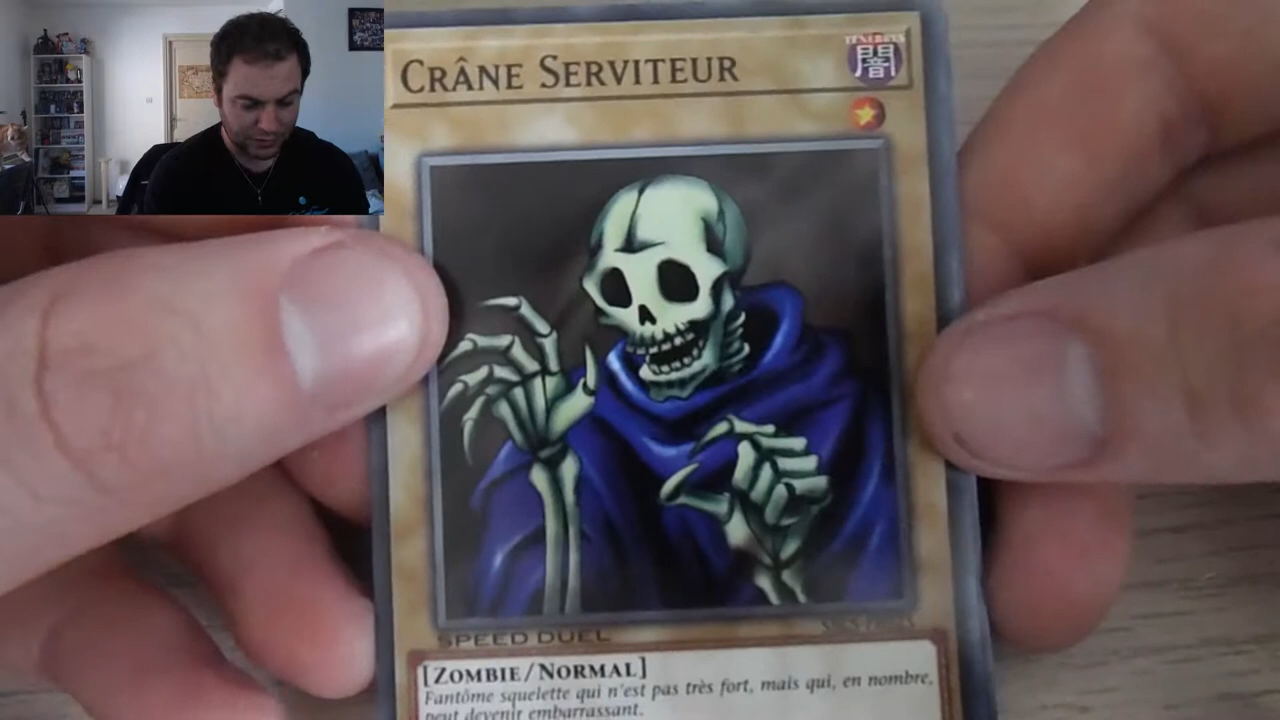 CRÂNE SERVITEUR
TENEBRES
闇
SPEED DUEL
[ZOMBIE/NORMAL]
Fantôme squelette qui n'est pas très fort, mais qui, en nombre,
peut devenir embarrassant.